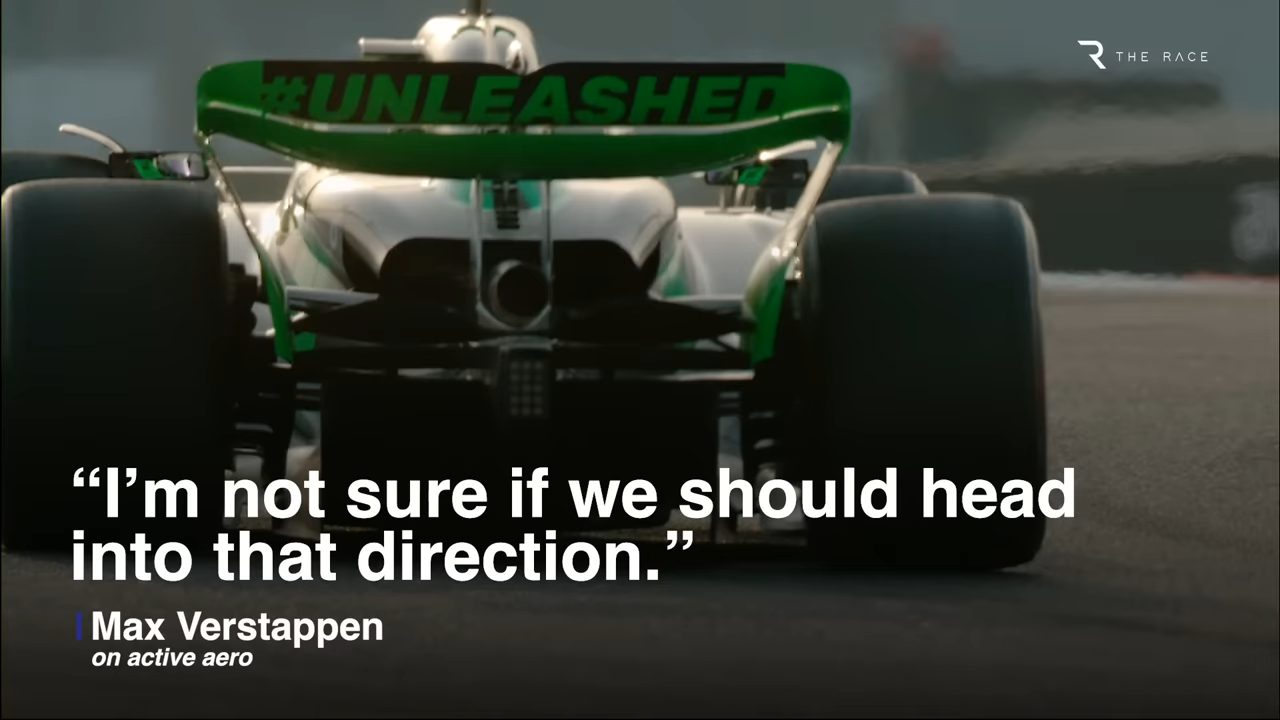 THE RACE
#UNLEASHED
“I’m not sure if we should head
into that direction.”
Max Verstappen
on active aero